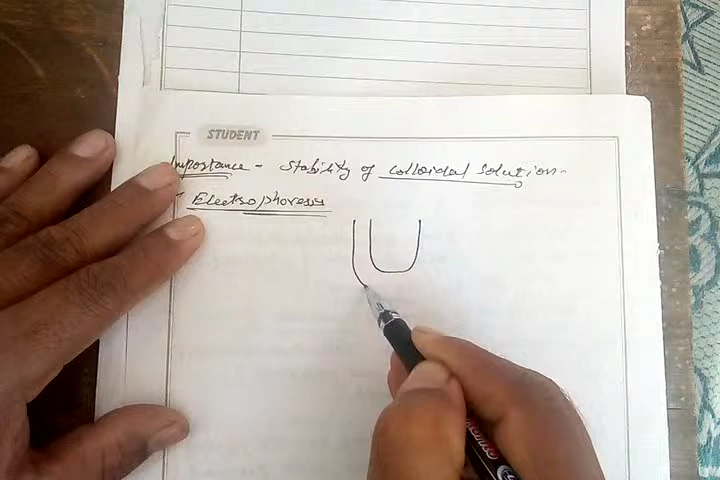 STUDENT
Importance - Stability of colloidal solution-
Electrophoresis